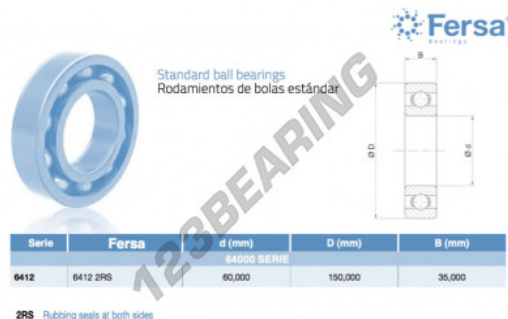 Fersa
Bearings
Standard ball bearings
Rodamientos de bolas estándar
B
Ø D
Ø d
123BEARING
Serie Fersa d (mm) D (mm) B (mm)
64000 SERIE
6412 6412 2RS 60,000 150,000 35,000
2RS Rubbing seals at both sides